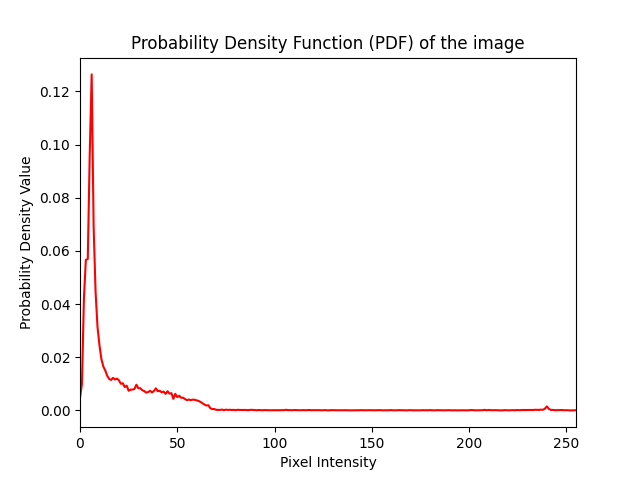 Probability Density Function (PDF) of the image
Probability Density Value
0.12
0.10
0.08
0.06
0.04
0.02
0.00
0 50 100 150 200 250
Pixel Intensity